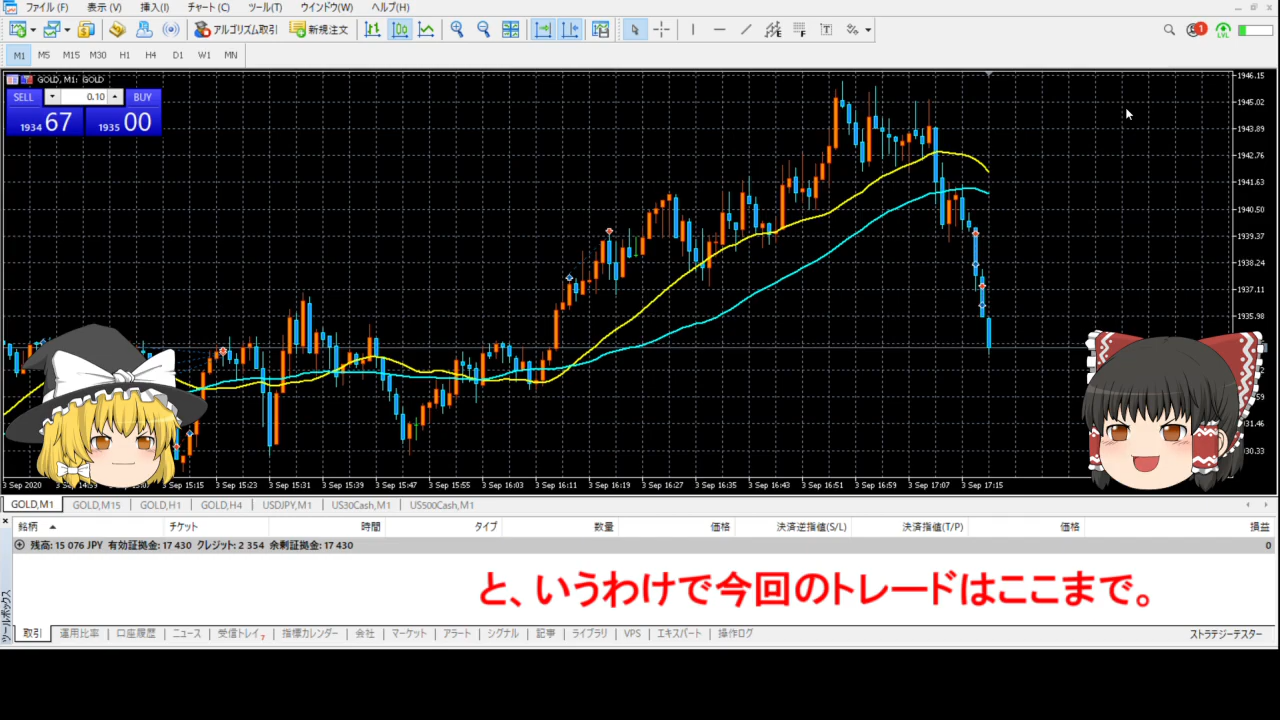 ファイル (F) 表示 (V) 挿入(I) チャート (C) ツール(T) ウインドウ(W) ヘルプ(H)
アルゴリズム取引 新規注文 1 LVL
M1 M5 M15 M30 H1 H4 D1 W1 MN
GOLD, M1: GOLD
SELL 0.10 BUY
1934 67 1935 00
1946.15
1945.02
1943.89
1942.76
1941.63
1940.50
1939.37
1938.24
1937.11
1935.98
3 Sep 2020 3 Sep 15:15 3 Sep 15:23 3 Sep 15:31 3 Sep 15:39 3 Sep 15:47 3 Sep 15:55 3 Sep 16:03 3 Sep 16:11 3 Sep 16:19 3 Sep 16:27 3 Sep 16:35 3 Sep 16:43 3 Sep 16:51 3 Sep 16:59 3 Sep 17:07 3 Sep 17:15
GOLD,M1 GOLD,M15 GOLD,H1 GOLD,H4 USDJPY,M1 US30Cash,M1 US500Cash,M1
銘柄 チケット 時間 タイプ 数量 価格 決済逆指値(S/L) 決済指値(T/P) 価格 損益
残高: 15 076 JPY 有効証拠金: 17 430 クレジット: 2 354 余剰証拠金: 17 430 0
と、いうわけで今回のトレードはここまで。
ツールボックス
取引 運用比率 口座履歴 ニュース 受信トレイ7 指標カレンダー 会社 マーケット アラート シグナル 記事 ライブラリ VPS エキスパート 操作ログ ストラテジーテスター